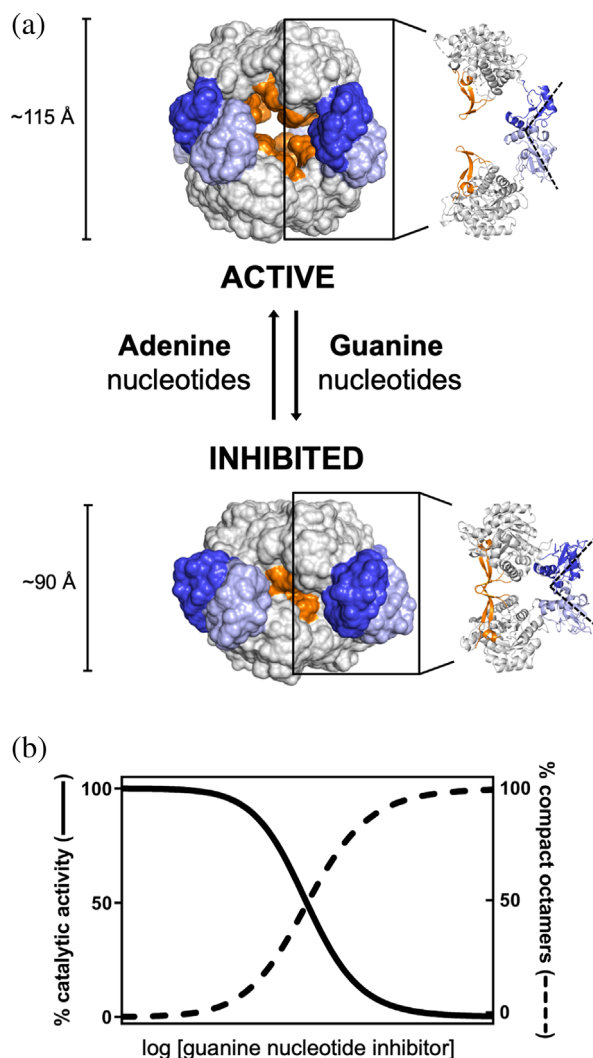 (a)
~115 Å
ACTIVE
Adenine
nucleotides
Guanine
nucleotides
INHIBITED
~90 Å
(b)
% catalytic activity (
100
50
0
100
50
0
% compact octamers (
)
)
log [guanine nucleotide inhibitor]